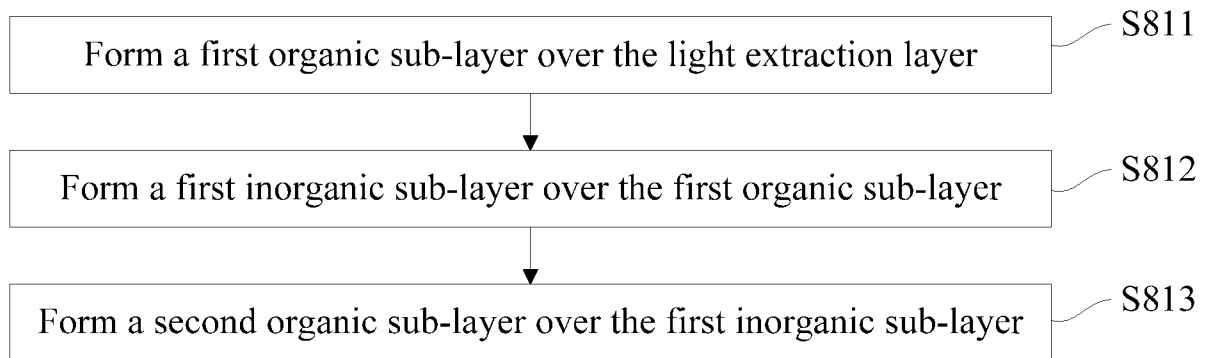 S811
Form a first organic sub-layer over the light extraction layer
S812
Form a first inorganic sub-layer over the first organic sub-layer
S813
Form a second organic sub-layer over the first inorganic sub-layer